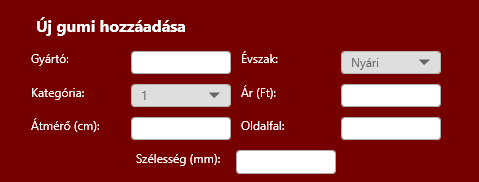 Új gumi hozzáadása
Gyártó: Évszak: Nyári
Kategória: 1 Ár (Ft):
Átmérő (cm): Oldalfal:
Szélesség (mm):